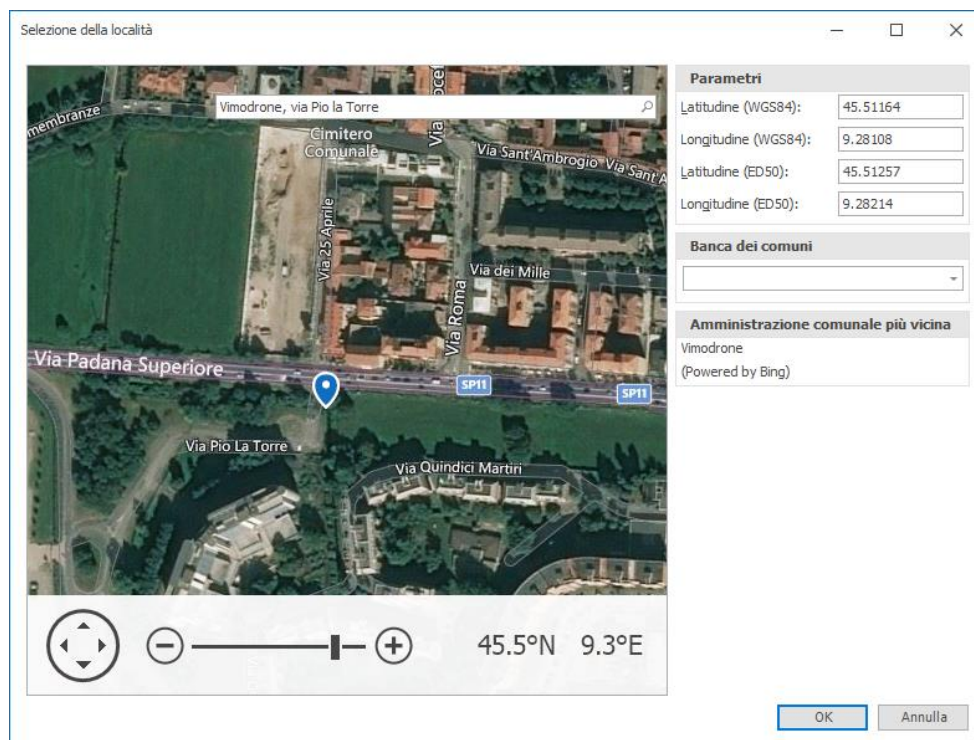 Selezione della località
membranze
Vimodrone, via Pio la Torre
Cimitero
Comunale
Via Sant'Ambrogio Via Sant'A
Via 25 Aprile
Via dei Mille
Via Roma
Via Padana Superiore
SP11
SP11
Via Pio La Torre
Via Quindici Martiri
45.5°N 9.3°E
Parametri
Latitudine (WGS84): 45.51164
Longitudine (WGS84): 9.28108
Latitudine (ED50): 45.51257
Longitudine (ED50): 9.28214
Banca dei comuni
Amministrazione comunale più vicina
Vimodrone
(Powered by Bing)
OK Annulla